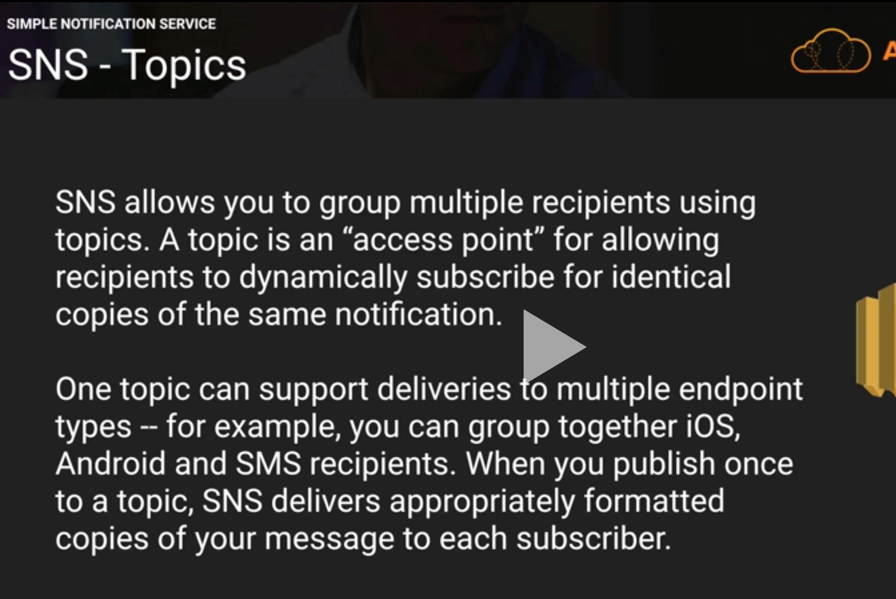 SIMPLE NOTIFICATION SERVICE
SNS - Topics
A
SNS allows you to group multiple recipients using
topics. A topic is an “access point” for allowing
recipients to dynamically subscribe for identical
copies of the same notification.
One topic can support deliveries to multiple endpoint
types -- for example, you can group together iOS,
Android and SMS recipients. When you publish once
to a topic, SNS delivers appropriately formatted
copies of your message to each subscriber.